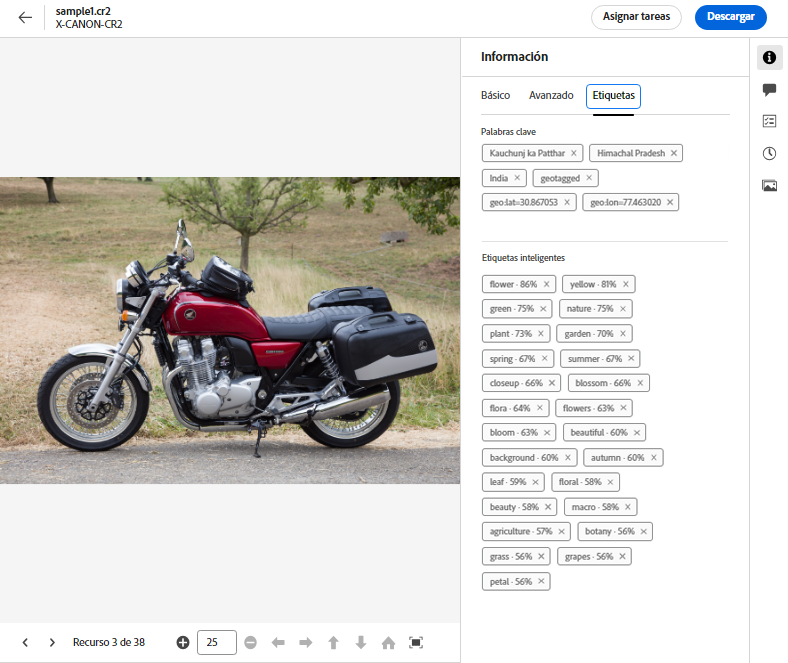 sample1.cr2
X-CANON-CR2
Asignar tareas
Descargar
Información
Básico Avanzado Etiquetas
Palabras clave
Kauchunj ka Patthar × Himachal Pradesh ×
India × geotagged ×
geo:lat=30.867053 × geo:lon=77.463020 ×
Etiquetas inteligentes
flower · 86% × yellow · 81% ×
green · 75% × nature · 75% ×
plant · 73% × garden · 70% ×
spring · 67% × summer · 67% ×
closeup · 66% × blossom · 66% ×
flora · 64% × flowers · 63% ×
bloom · 63% × beautiful · 60% ×
background · 60% × autumn · 60% ×
leaf · 59% × floral · 58% ×
beauty · 58% × macro · 58% ×
agriculture · 57% × botany · 56% ×
grass · 56% × grapes · 56% ×
petal · 56% ×
Recurso 3 de 38
25